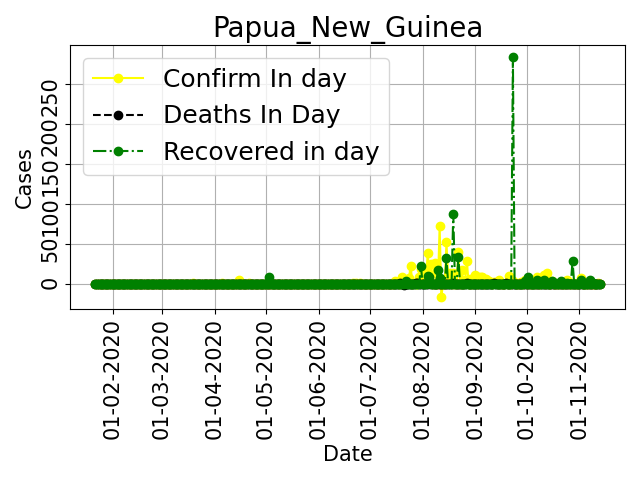 Papua_New_Guinea
Confirm In day
Deaths In Day
Recovered in day
Cases
250
200
150
100
50
0
01-02-2020
01-03-2020
01-04-2020
01-05-2020
01-06-2020
01-07-2020
01-08-2020
01-09-2020
01-10-2020
01-11-2020
Date